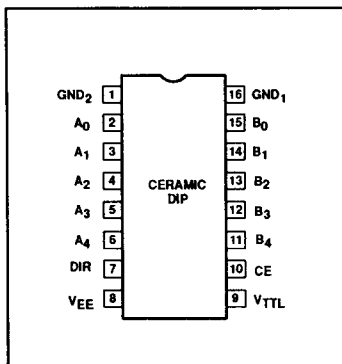 GND2 1 16 GND1
A0 2 15 B0
A1 3 14 B1
A2 4 13 B2
A3 5 CERAMIC DIP 12 B3
A4 6 11 B4
DIR 7 10 CE
VEE 8 9 VTTL